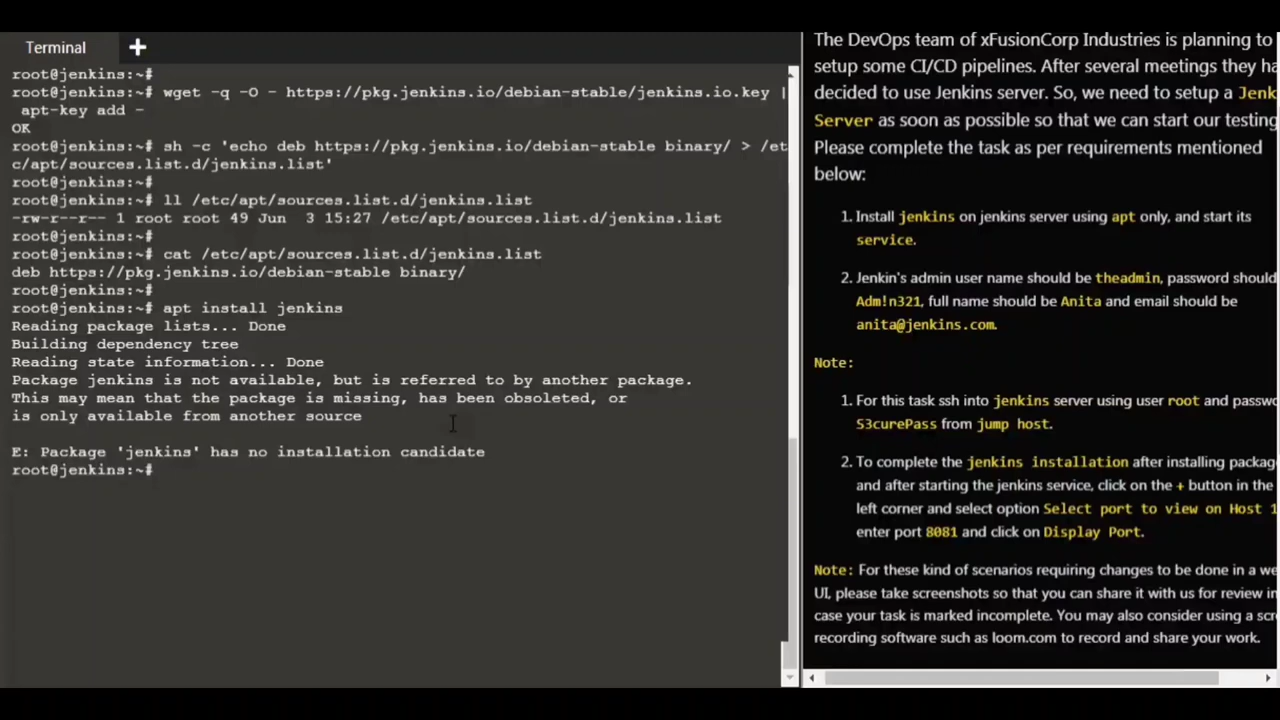 Terminal +
root@jenkins:~#
root@jenkins:~# wget -q -O - https://pkg.jenkins.io/debian-stable/jenkins.io.key |
 apt-key add -
OK
root@jenkins:~# sh -c 'echo deb https://pkg.jenkins.io/debian-stable binary/ > /et
c/apt/sources.list.d/jenkins.list'
root@jenkins:~#
root@jenkins:~# ll /etc/apt/sources.list.d/jenkins.list
-rw-r--r-- 1 root root 49 Jun  3 15:27 /etc/apt/sources.list.d/jenkins.list
root@jenkins:~#
root@jenkins:~# cat /etc/apt/sources.list.d/jenkins.list
deb https://pkg.jenkins.io/debian-stable binary/
root@jenkins:~#
root@jenkins:~# apt install jenkins
Reading package lists... Done
Building dependency tree
Reading state information... Done
Package jenkins is not available, but is referred to by another package.
This may mean that the package is missing, has been obsoleted, or
is only available from another source
E: Package 'jenkins' has no installation candidate
root@jenkins:~#
The DevOps team of xFusionCorp Industries is planning to
setup some CI/CD pipelines. After several meetings they ha
decided to use Jenkins server. So, we need to setup a Jenk
Server as soon as possible so that we can start our testing
Please complete the task as per requirements mentioned
below:
1. Install jenkins on jenkins server using apt only, and start its
service.
2. Jenkin's admin user name should be theadmin, password should
Adm!n321, full name should be Anita and email should be
anita@jenkins.com.
Note:
1. For this task ssh into jenkins server using user root and passwo
S3curePass from jump host.
2. To complete the jenkins installation after installing packag
and after starting the jenkins service, click on the + button in the
left corner and select option Select port to view on Host 1
enter port 8081 and click on Display Port.
Note: For these kind of scenarios requiring changes to be done in a we
UI, please take screenshots so that you can share it with us for review in
case your task is marked incomplete. You may also consider using a scr
recording software such as loom.com to record and share your work.